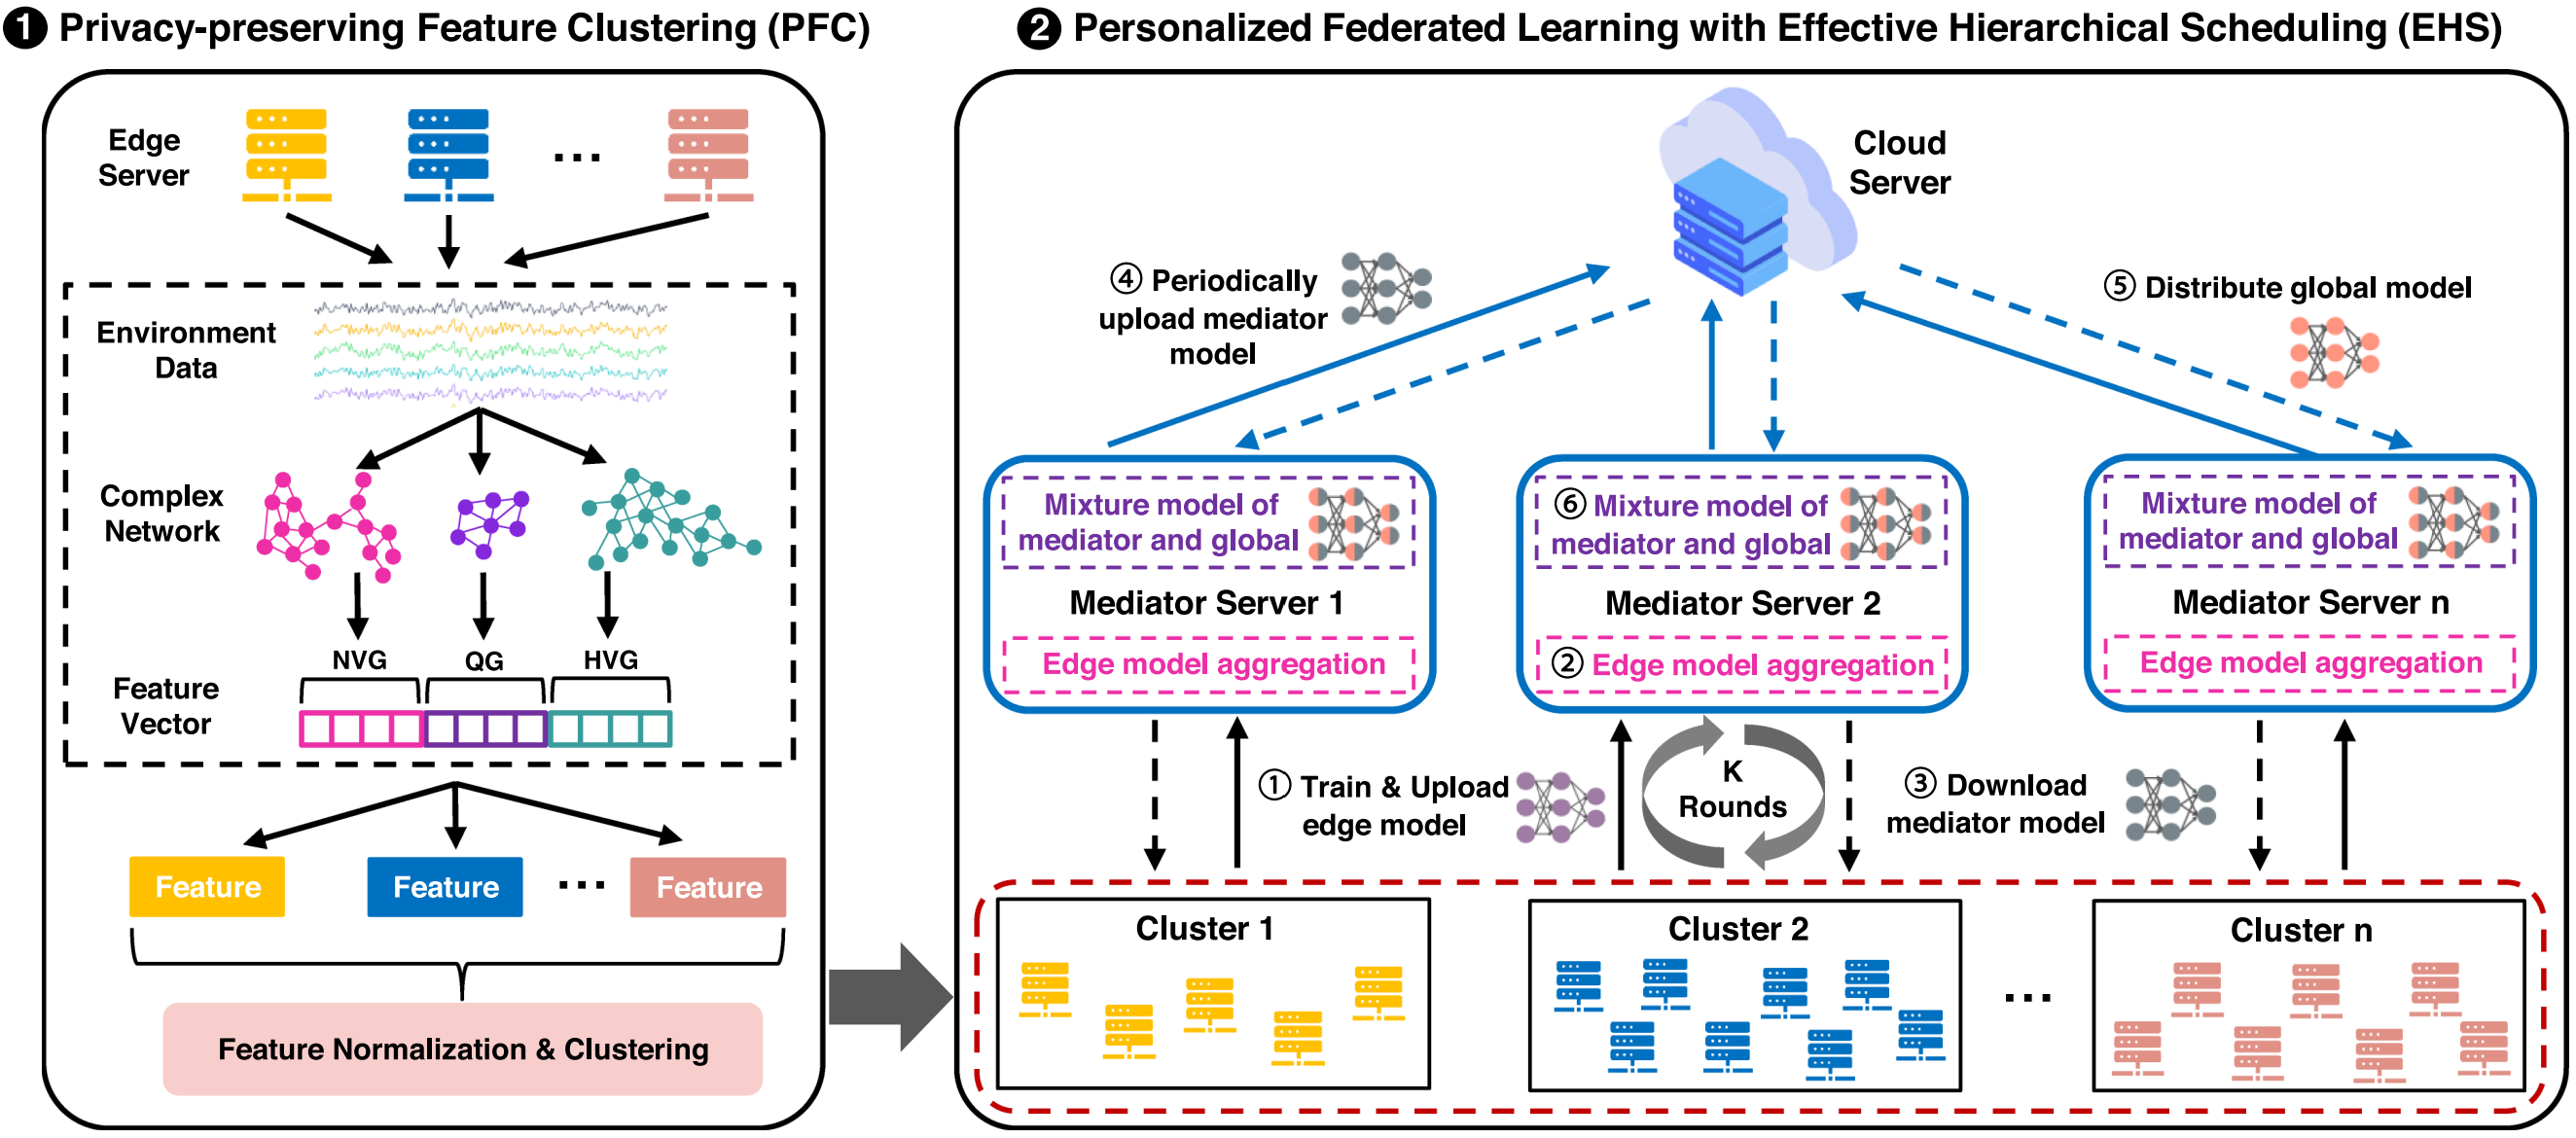 ❶ Privacy-preserving Feature Clustering (PFC)
Edge
Server
...
Environment
Data
Complex
Network
NVG QG HVG
Feature
Vector
Feature Feature ... Feature
Feature Normalization & Clustering
❷ Personalized Federated Learning with Effective Hierarchical Scheduling (EHS)
Cloud
Server
④ Periodically
upload mediator
model
⑤ Distribute global model
Mixture model of
mediator and global
Mediator Server 1
Edge model aggregation
⑥ Mixture model of
mediator and global
Mediator Server 2
② Edge model aggregation
Mixture model of
mediator and global
Mediator Server n
Edge model aggregation
① Train & Upload
edge model
K
Rounds
③ Download
mediator model
Cluster 1
Cluster 2
...
Cluster n